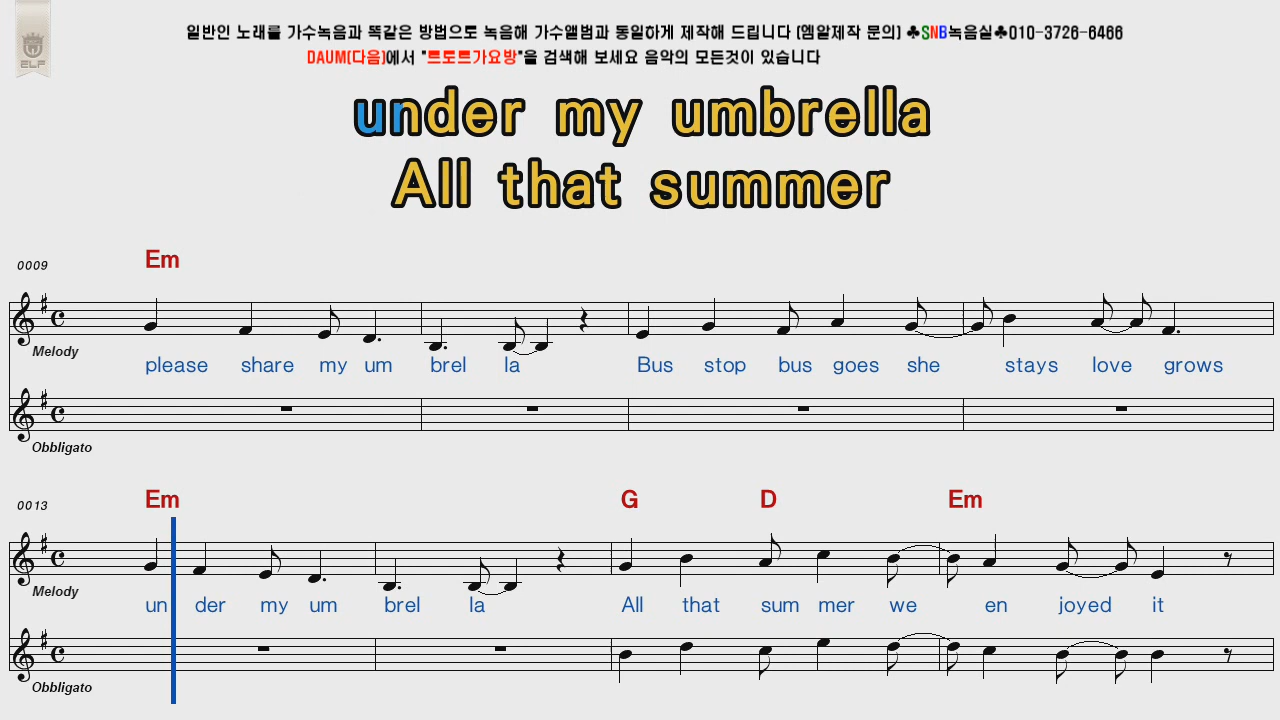 일반인 노래를 가수녹음과 똑같은 방법으로 녹음해 가수앨범과 동일하게 제작해 드립니다 [엠알제작 문의] ♣SNB녹음실♣010-3726-6466
DAUM[다음]에서 "트토트가요방"을 검색해 보세요 음악의 모든것이 있습니다
ELF
under my umbrella
All that summer
0009 Em
Melody
please share my um brel la Bus stop bus goes she stays love grows
Obbligato
0013 Em G D Em
Melody
un der my um brel la All that sum mer we en joyed it
Obbligato